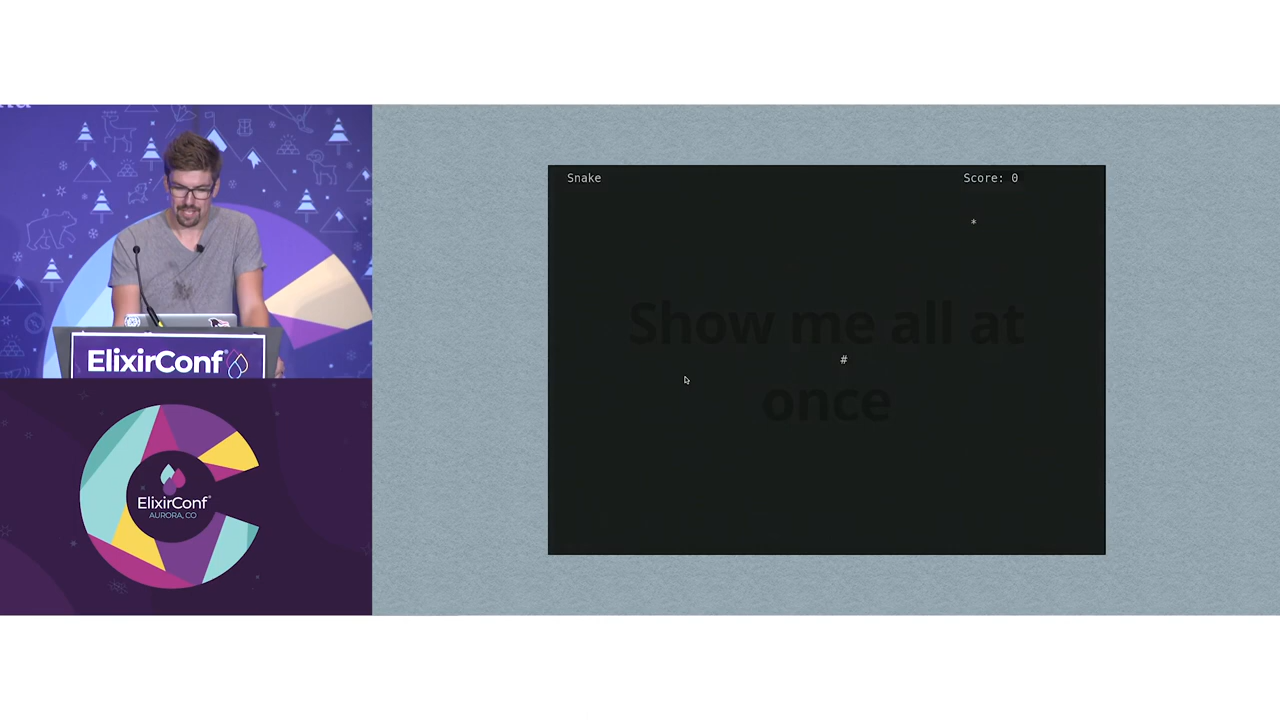 ElixirConf
ElixirConf
AURORA, CO
Snake
Score: 0
*
Show me all at
#
once